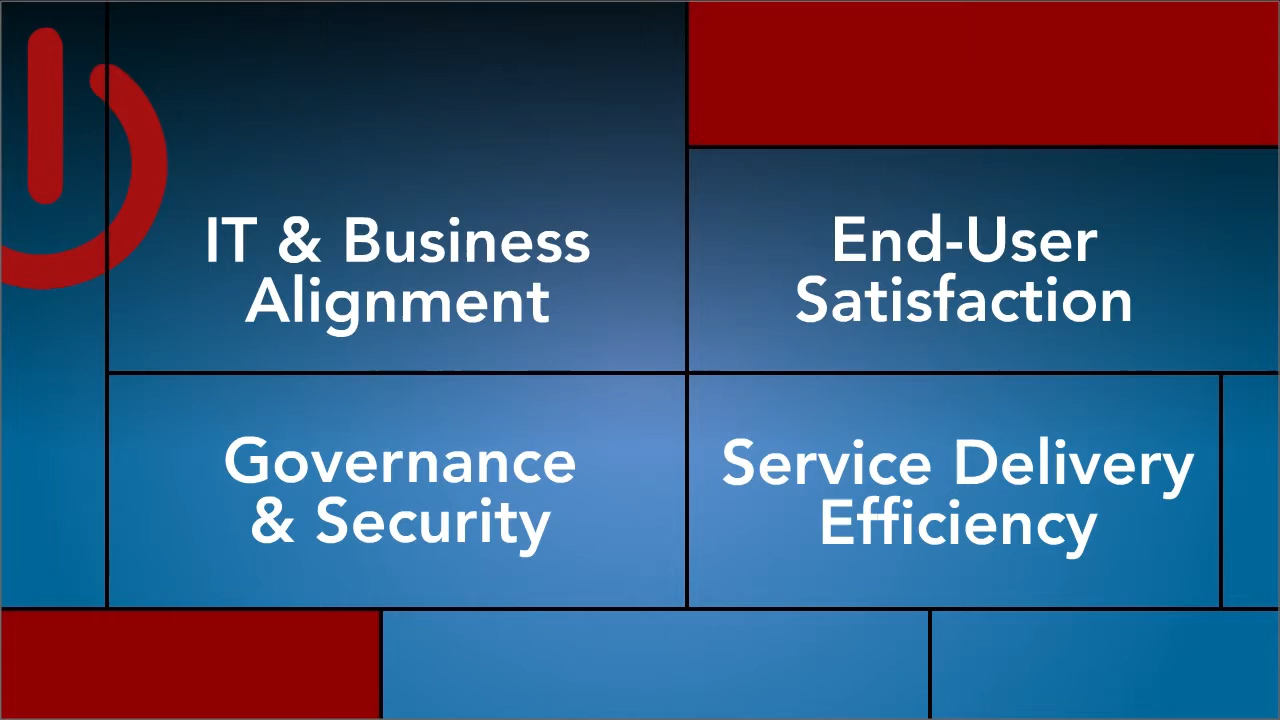 IT & Business
Alignment
End-User
Satisfaction
Governance
& Security
Service Delivery
Efficiency